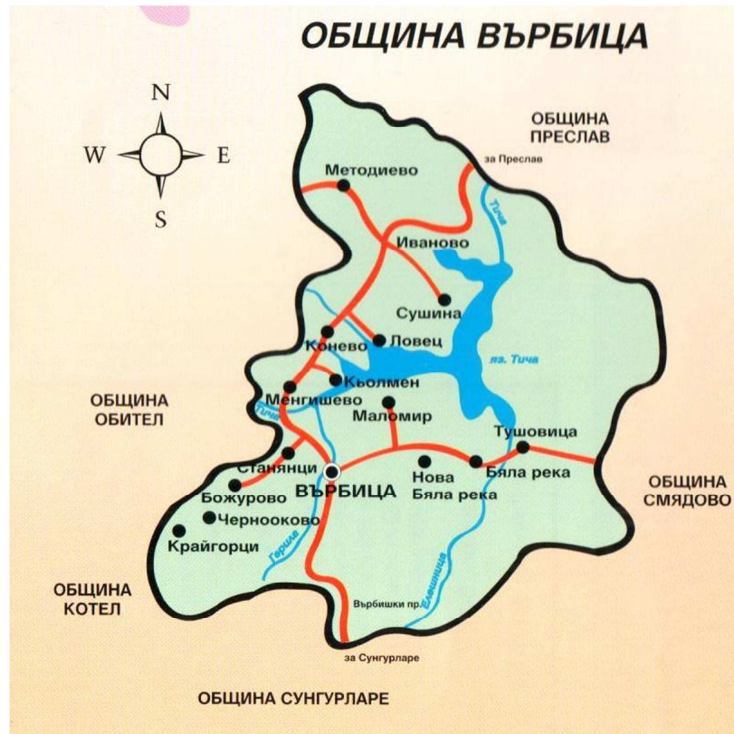 ОБЩИНА ВЪРБИЦА
N
W
E
S
ОБЩИНА
ПРЕСЛАВ
за Преслав
Методиево
Тича
Иваново
Сушина
Конево
Ловец
яз. Тича
Кьолмен
Менгишево
Тича
Маломир
ОБЩИНА
ОБИТЕЛ
Тушовица
Станянци
ВЪРБИЦА
Нова
Бяла река
Бяла река
ОБЩИНА
СМЯДОВО
Божурово
Чернооково
Крайгорци
Герила
Елешница
ОБЩИНА
КОТЕЛ
Върбишки пр.
за Сунгурларе
ОБЩИНА СУНГУРЛАРЕ